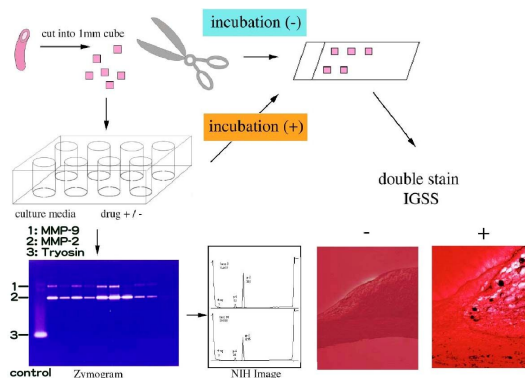 cut into 1mm cube
incubation (-)
incubation (+)
culture media drug + / -
double stain
IGSS
1: MMP-9
2: MMP-2
3: Tryosin
1
2
3
control
Zymogram
NIH Image
-
+